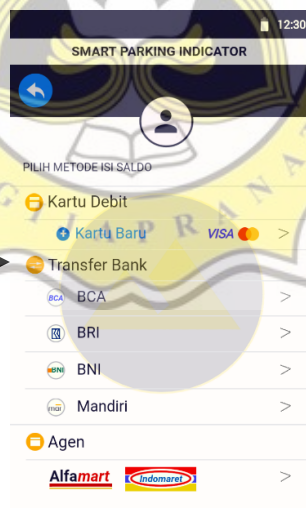 12:30
SMART PARKING INDICATOR
PILIH METODE ISI SALDO
Kartu Debit
Kartu Baru VISA >
Transfer Bank
BCA BCA >
BRI >
BNI BNI >
Mandiri >
Agen
Alfamart Indomaret >
G I J A P R A N A